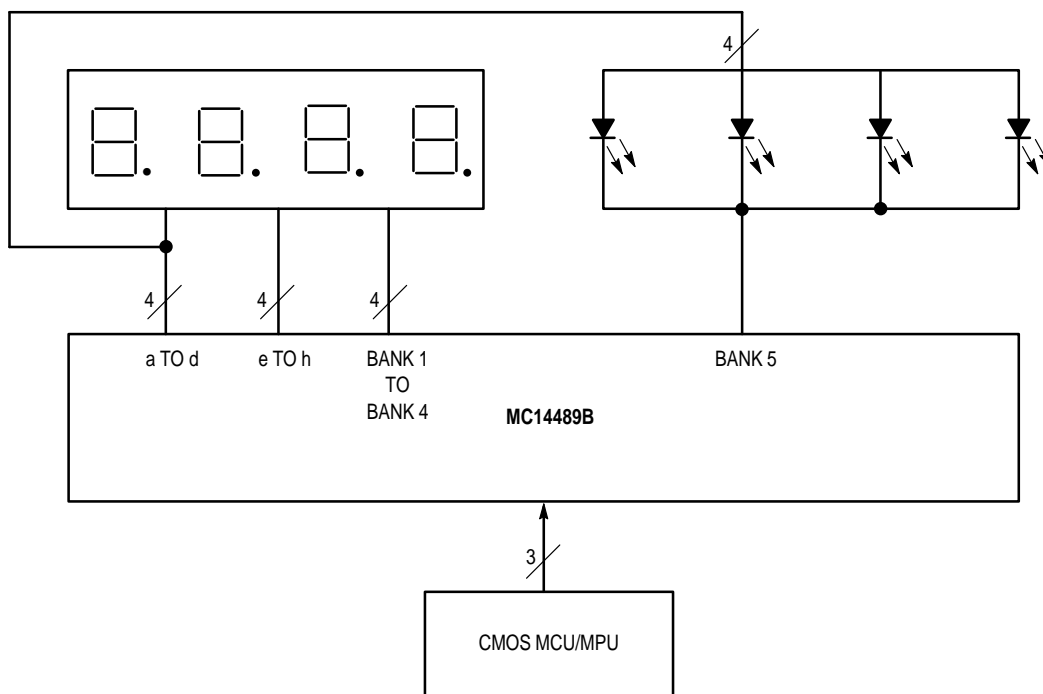 4
4
4
4
a TO d
e TO h
BANK 1
TO
BANK 4
BANK 5
MC14489B
3
CMOS MCU/MPU